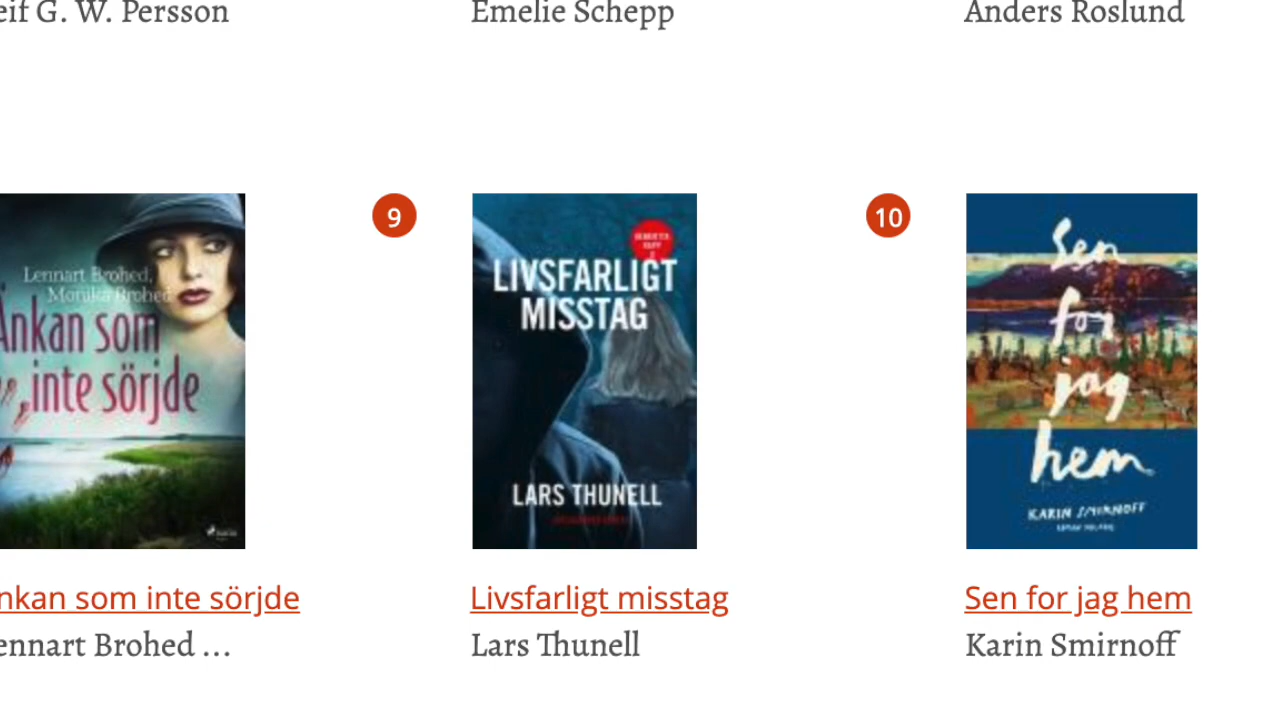 eif G. W. Persson
Emelie Schepp
Anders Roslund
Lennart Brohed,
Monika Brohed
Änkan som
inte sörjde
9
LIVSFARLIGT
MISSTAG
LARS THUNELL
10
Sen
for
jag
hem
KARIN SMIRNOFF
nkan som inte sörjde
ennart Brohed ...
Livsfarligt misstag
Lars Thunell
Sen for jag hem
Karin Smirnoff